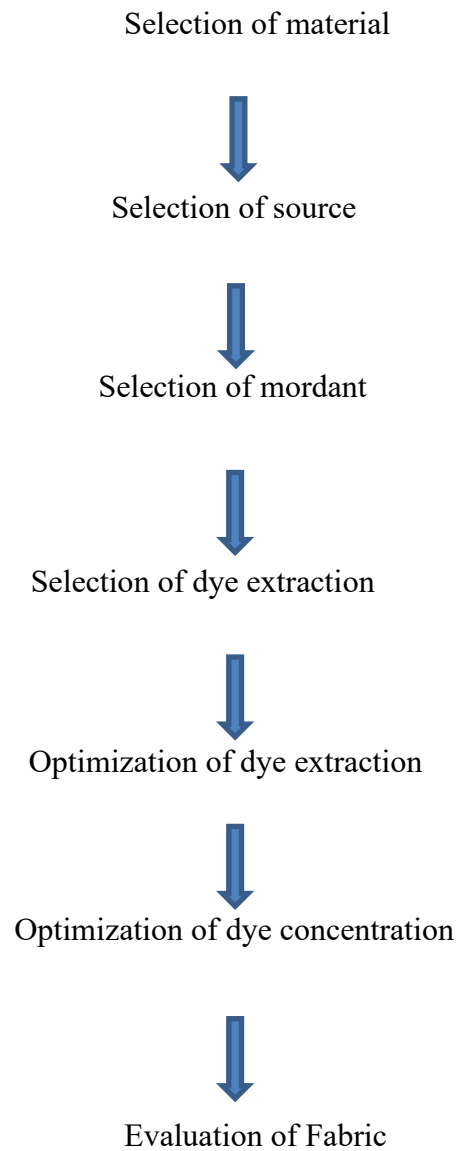 Selection of material
Selection of source
Selection of mordant
Selection of dye extraction
Optimization of dye extraction
Optimization of dye concentration
Evaluation of Fabric